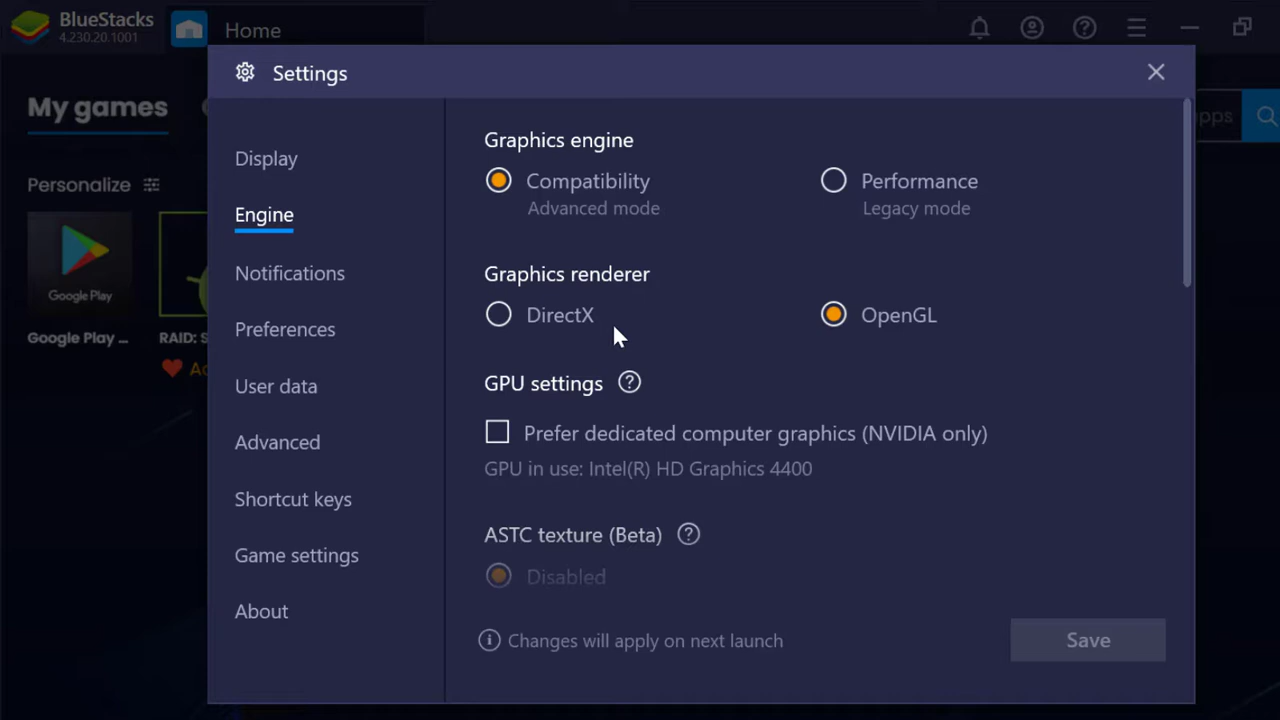 BlueStacks
4.230.20.1001
Home
Settings
My games
apps
Display
Engine
Notifications
Preferences
User data
Advanced
Shortcut keys
Game settings
About
Graphics engine
Compatibility
Advanced mode
Performance
Legacy mode
Graphics renderer
DirectX
OpenGL
GPU settings
Prefer dedicated computer graphics (NVIDIA only)
GPU in use: Intel(R) HD Graphics 4400
ASTC texture (Beta)
Disabled
Changes will apply on next launch
Save
Personalize
Google Play
Google Play ...
RAID: S